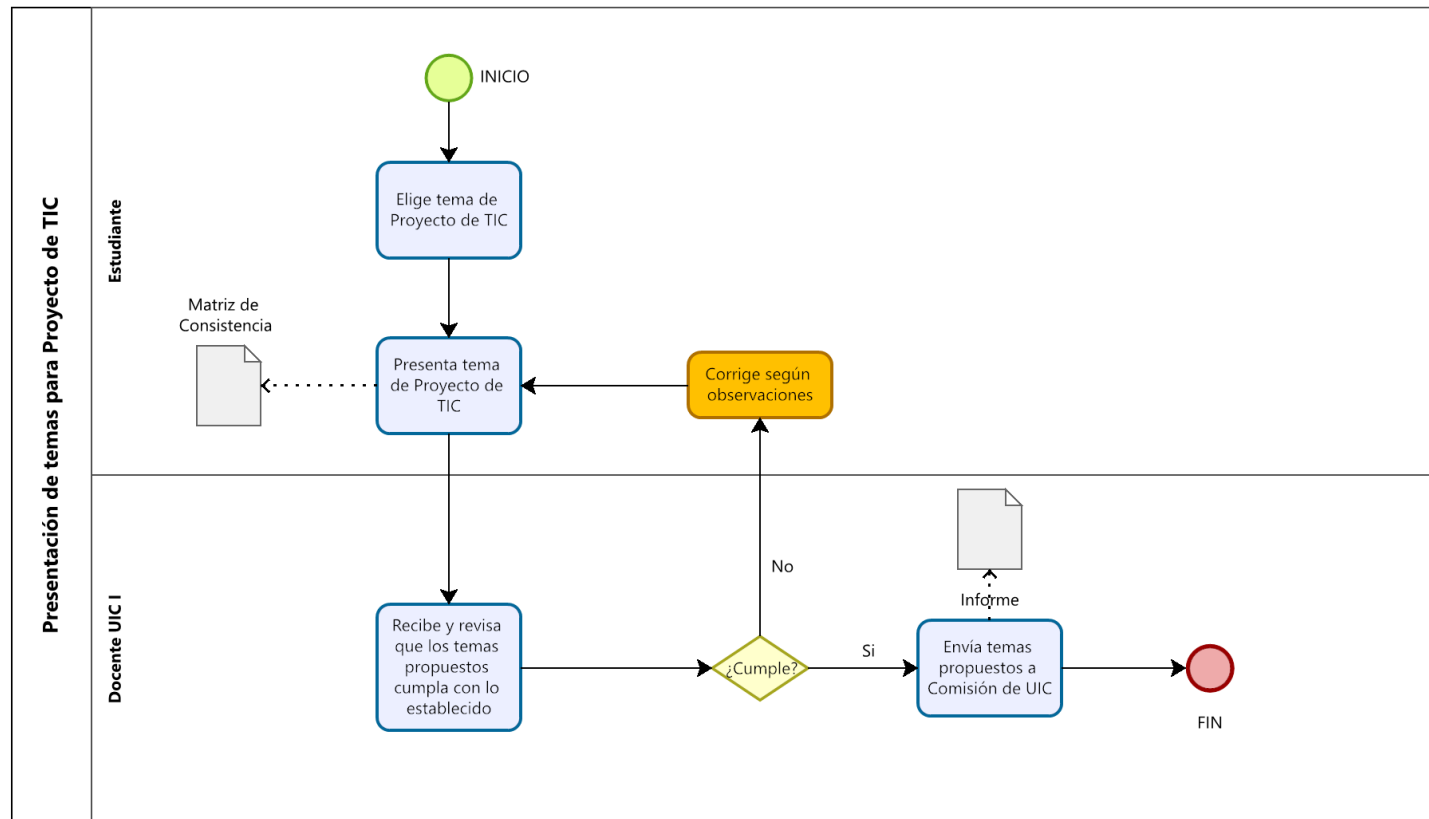 Presentación de temas para Proyecto de TIC
Estudiante
INICIO
Elige tema de
Proyecto de TIC
Matriz de
Consistencia
Presenta tema
de Proyecto de
TIC
Corrige según
observaciones
Docente UIC I
Recibe y revisa
que los temas
propuestos
cumpla con lo
establecido
¿Cumple?
No
Si
Informe
Envía temas
propuestos a
Comisión de UIC
FIN